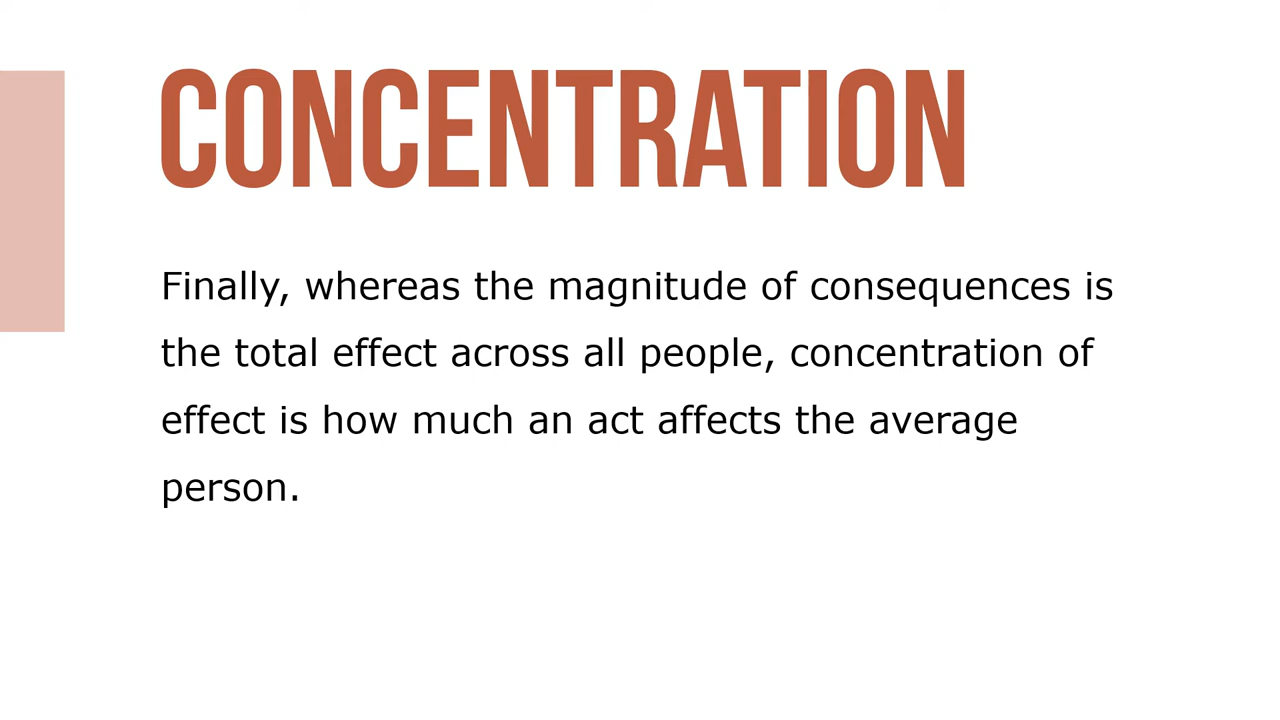 CONCENTRATION
Finally, whereas the magnitude of consequences is
the total effect across all people, concentration of
effect is how much an act affects the average
person.